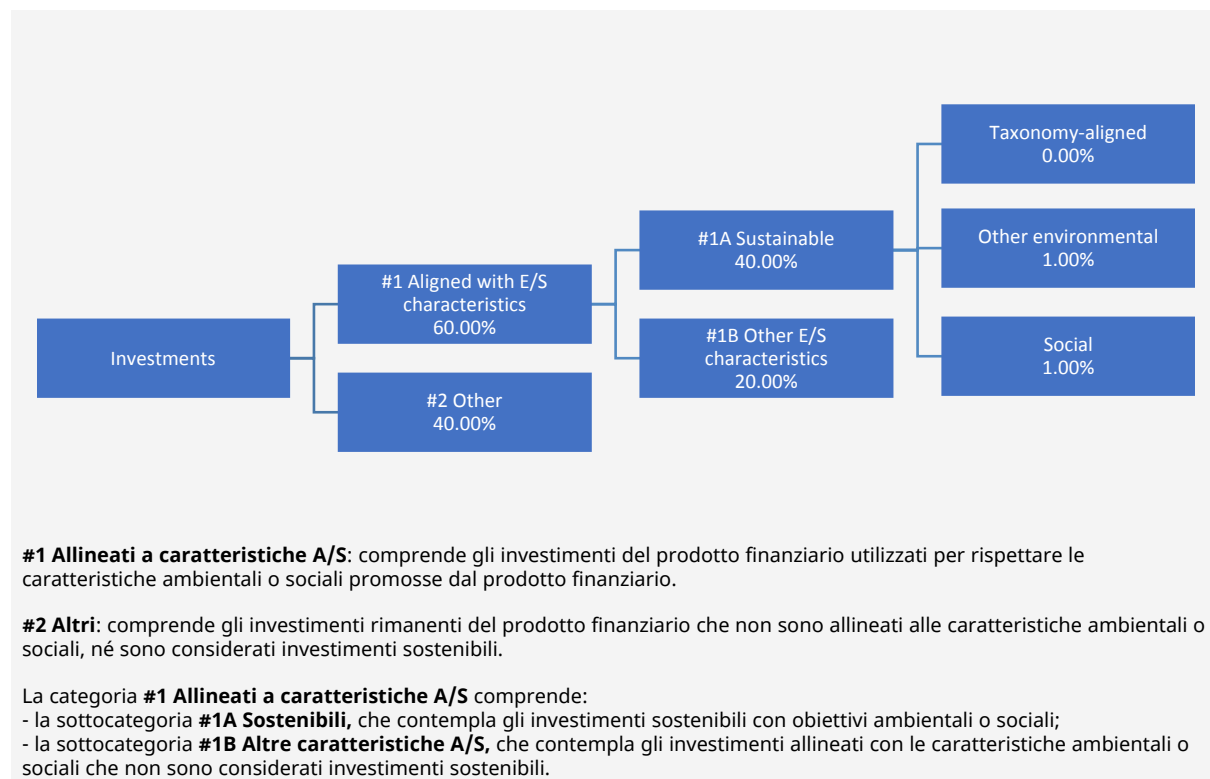 Investments
#1 Aligned with E/S
characteristics
60.00%
#2 Other
40.00%
#1A Sustainable
40.00%
#1B Other E/S
characteristics
20.00%
Taxonomy-aligned
0.00%
Other environmental
1.00%
Social
1.00%
#1 Allineati a caratteristiche A/S: comprende gli investimenti del prodotto finanziario utilizzati per rispettare le
caratteristiche ambientali o sociali promosse dal prodotto finanziario.
#2 Altri: comprende gli investimenti rimanenti del prodotto finanziario che non sono allineati alle caratteristiche ambientali o
sociali, né sono considerati investimenti sostenibili.
La categoria #1 Allineati a caratteristiche A/S comprende:
- la sottocategoria #1A Sostenibili, che contempla gli investimenti sostenibili con obiettivi ambientali o sociali;
- la sottocategoria #1B Altre caratteristiche A/S, che contempla gli investimenti allineati con le caratteristiche ambientali o
sociali che non sono considerati investimenti sostenibili.